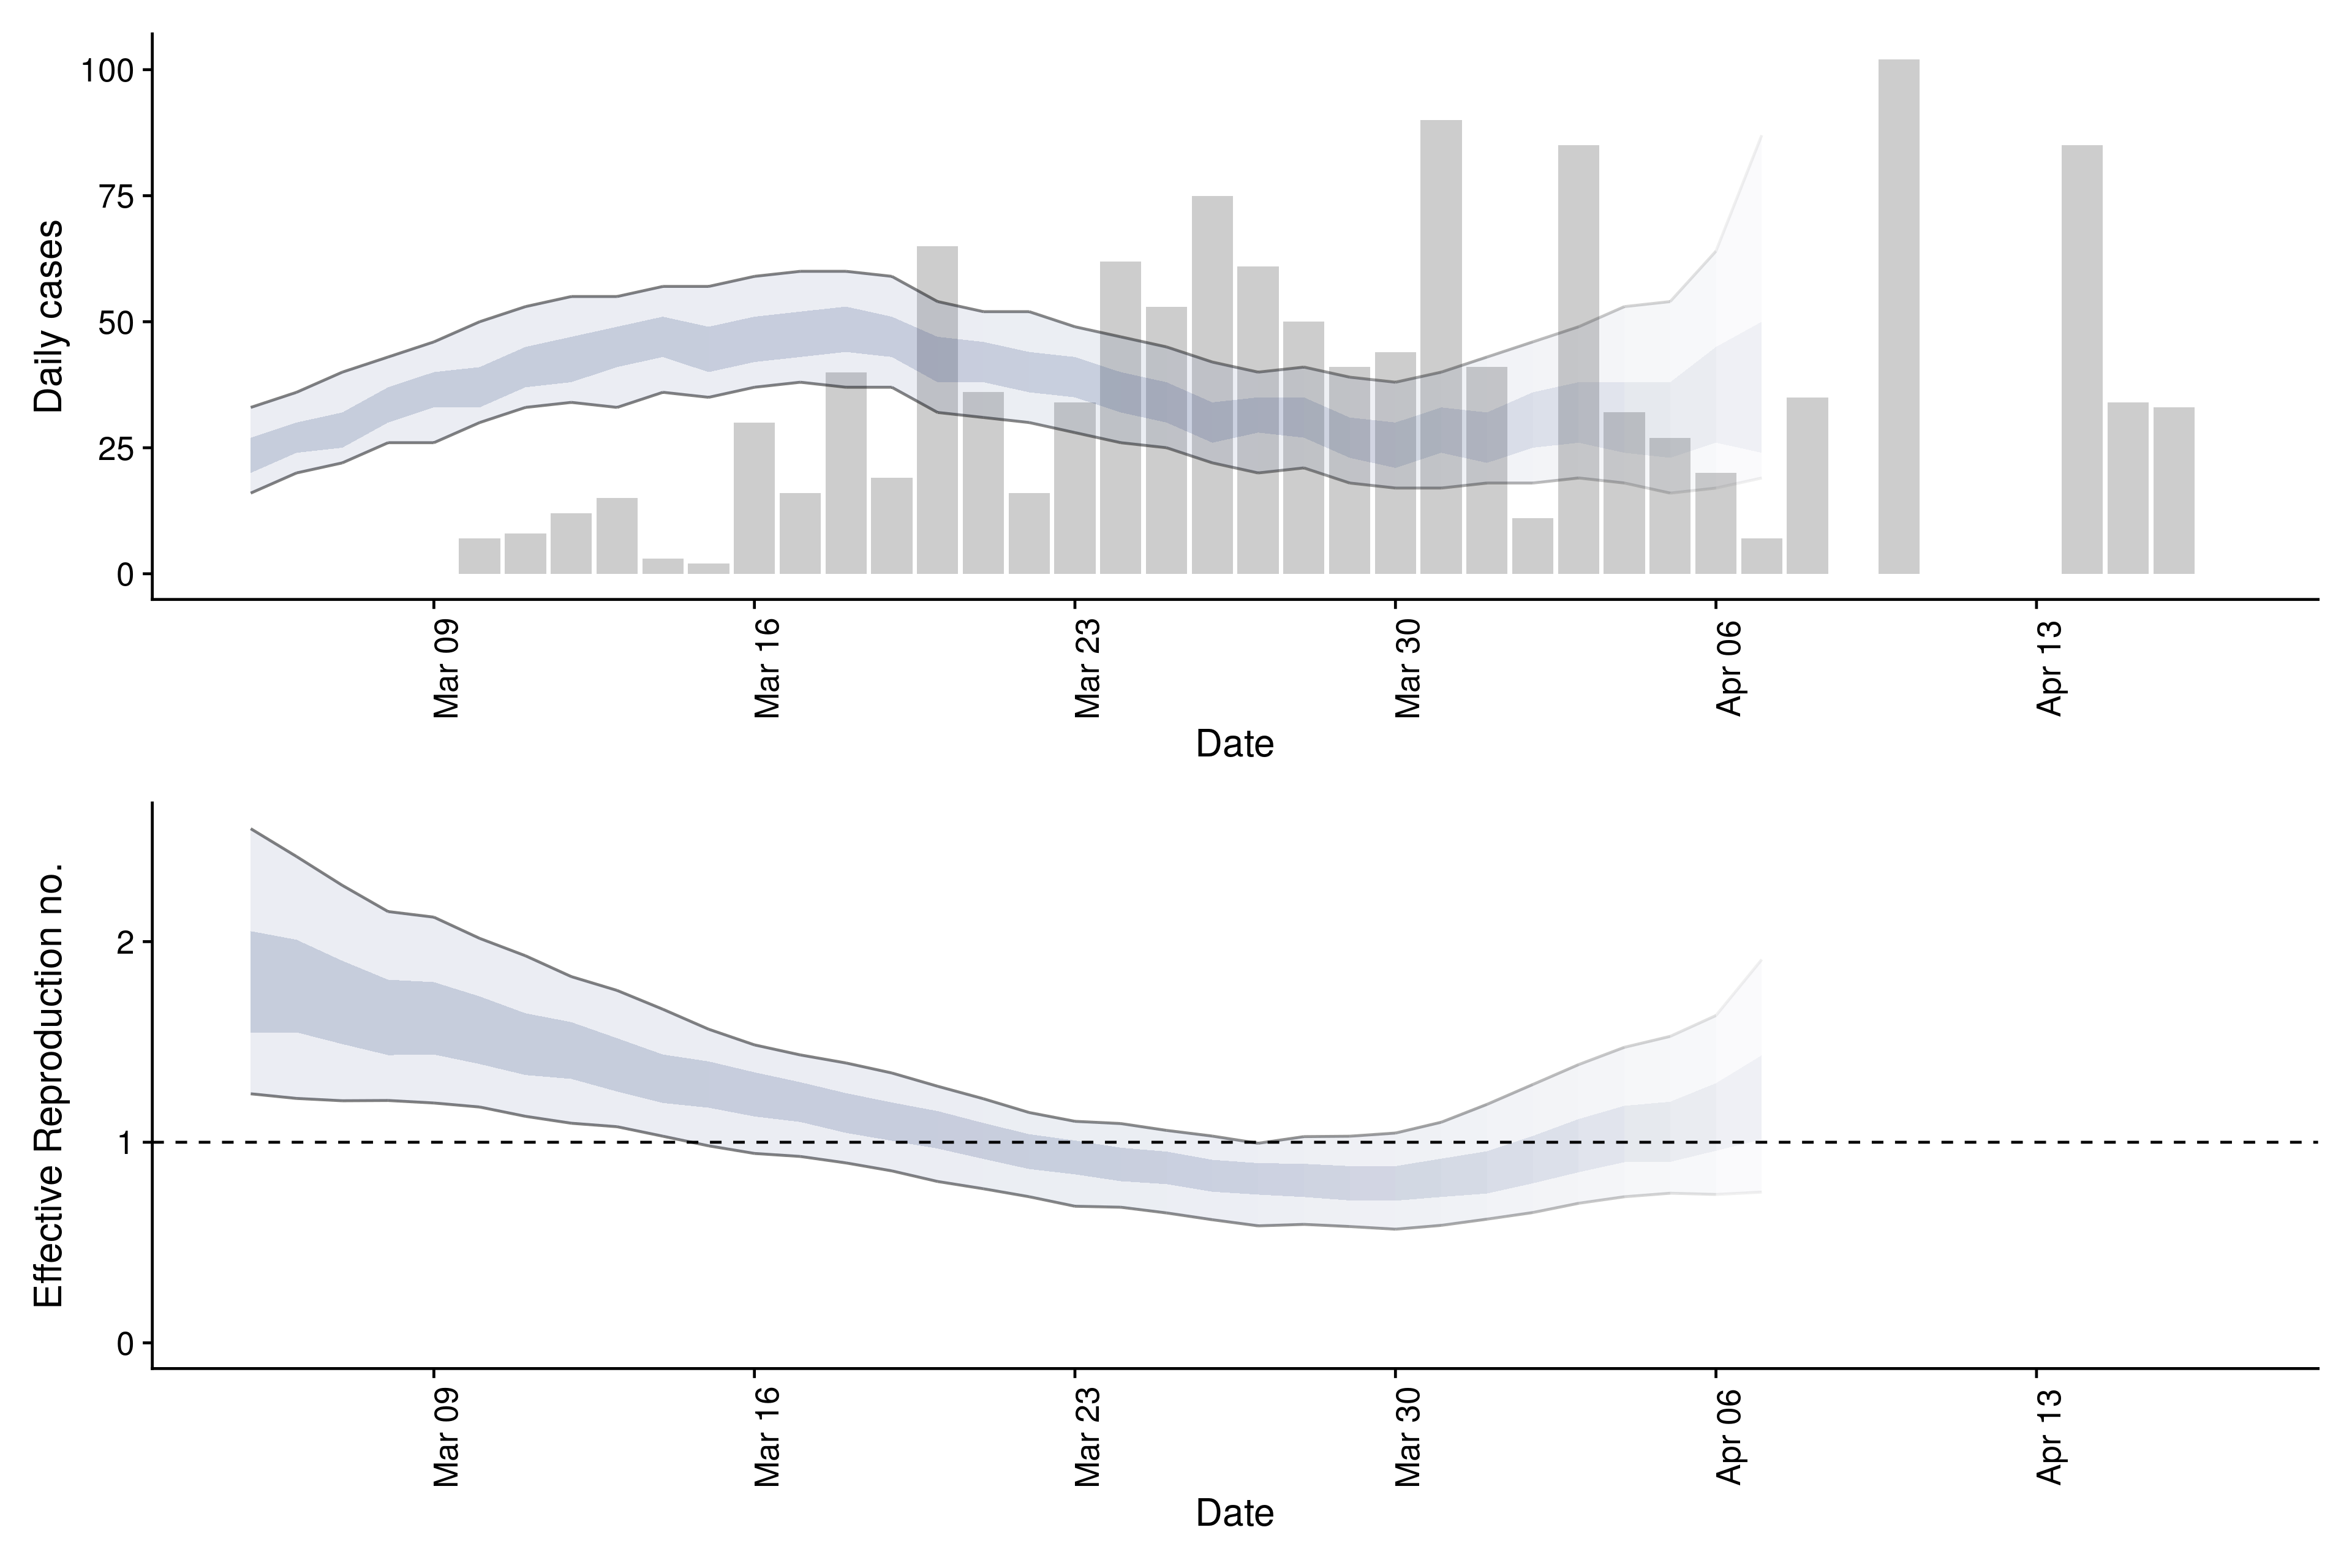 Daily cases
100
75
50
25
0
Mar 09
Mar 16
Mar 23
Mar 30
Apr 06
Apr 13
Date
Effective Reproduction no.
2
1
0
Mar 09
Mar 16
Mar 23
Mar 30
Apr 06
Apr 13
Date